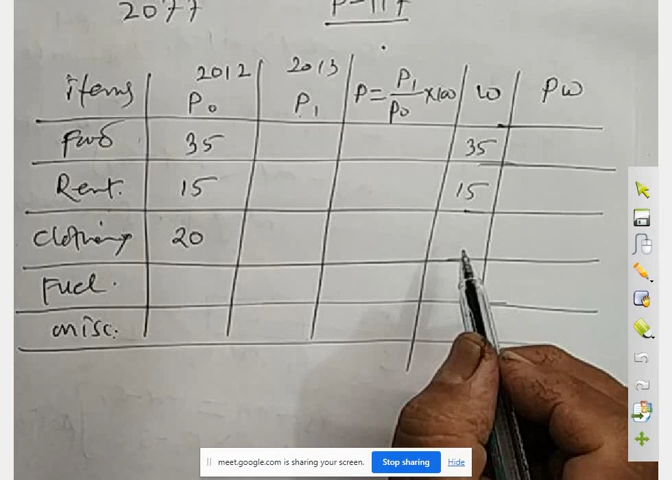 2077
P=117
items 2012 P₀ 2013 P₁ P = P₁/P₀ × 100 W PW
Food 35 35
Rent. 15 15
Clothing 20
Fuel.
misc.
meet.google.com is sharing your screen. Stop sharing Hide